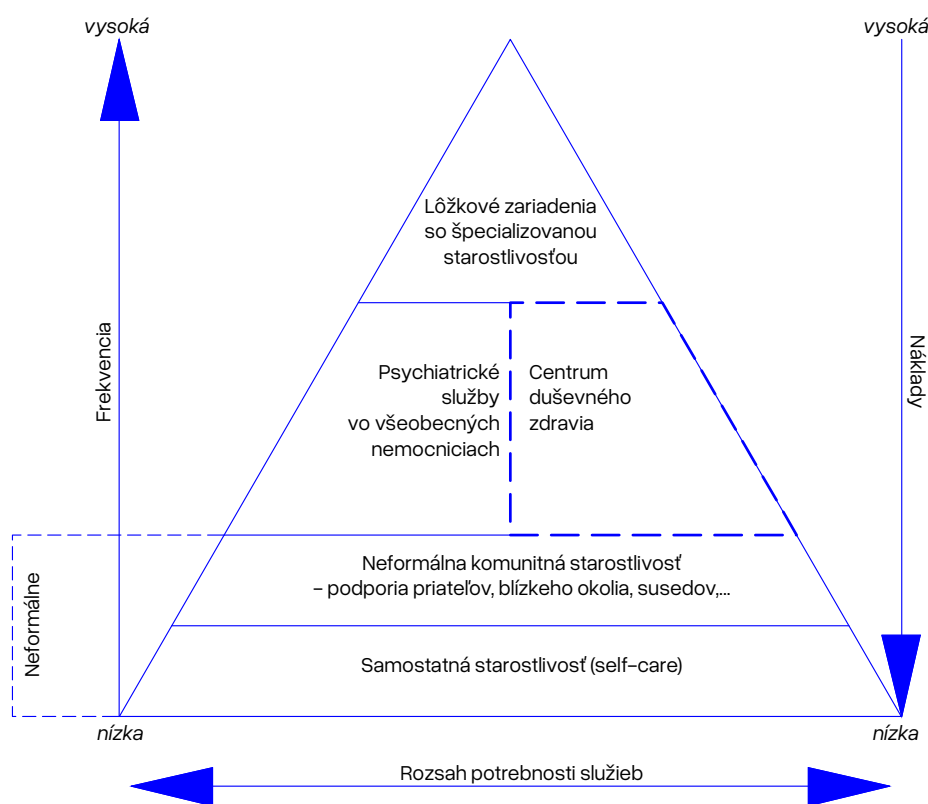 vysoká
vysoká
Lôžkové zariadenia
so špecializovanou
starostlivosťou
Frekvencia
Náklady
Psychiatrické
služby
vo všeobecných
nemocniciach
Centrum
duševného
zdravia
Neformálne
Neformálna komunitná starostlivosť
– podporia priateľov, blízkeho okolia, susedov,...
Samostatná starostlivosť (self–care)
nízka
nízka
Rozsah potrebnosti služieb